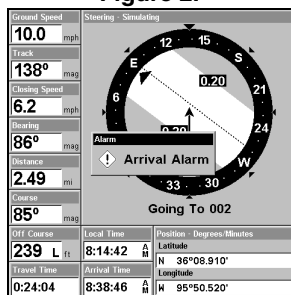 Figure 2.
Ground Speed
10.0 mph
Track
138° mag
Closing Speed
6.2 mph
Bearing
86° mag
Distance
2.49 mi
Course
85° mag
Off Course
239 L ft
Travel Time
0:24:04
Steering - Simulating
12 15 S 21 24 W 30 33 6 E
0.20
0.20
Alarm
Arrival Alarm
Going To 002
Local Time
8:14:42 AM
Arrival Time
8:38:46 AM
Position - Degrees/Minutes
Latitude
N 36°08.910'
Longitude
W 95°50.520'